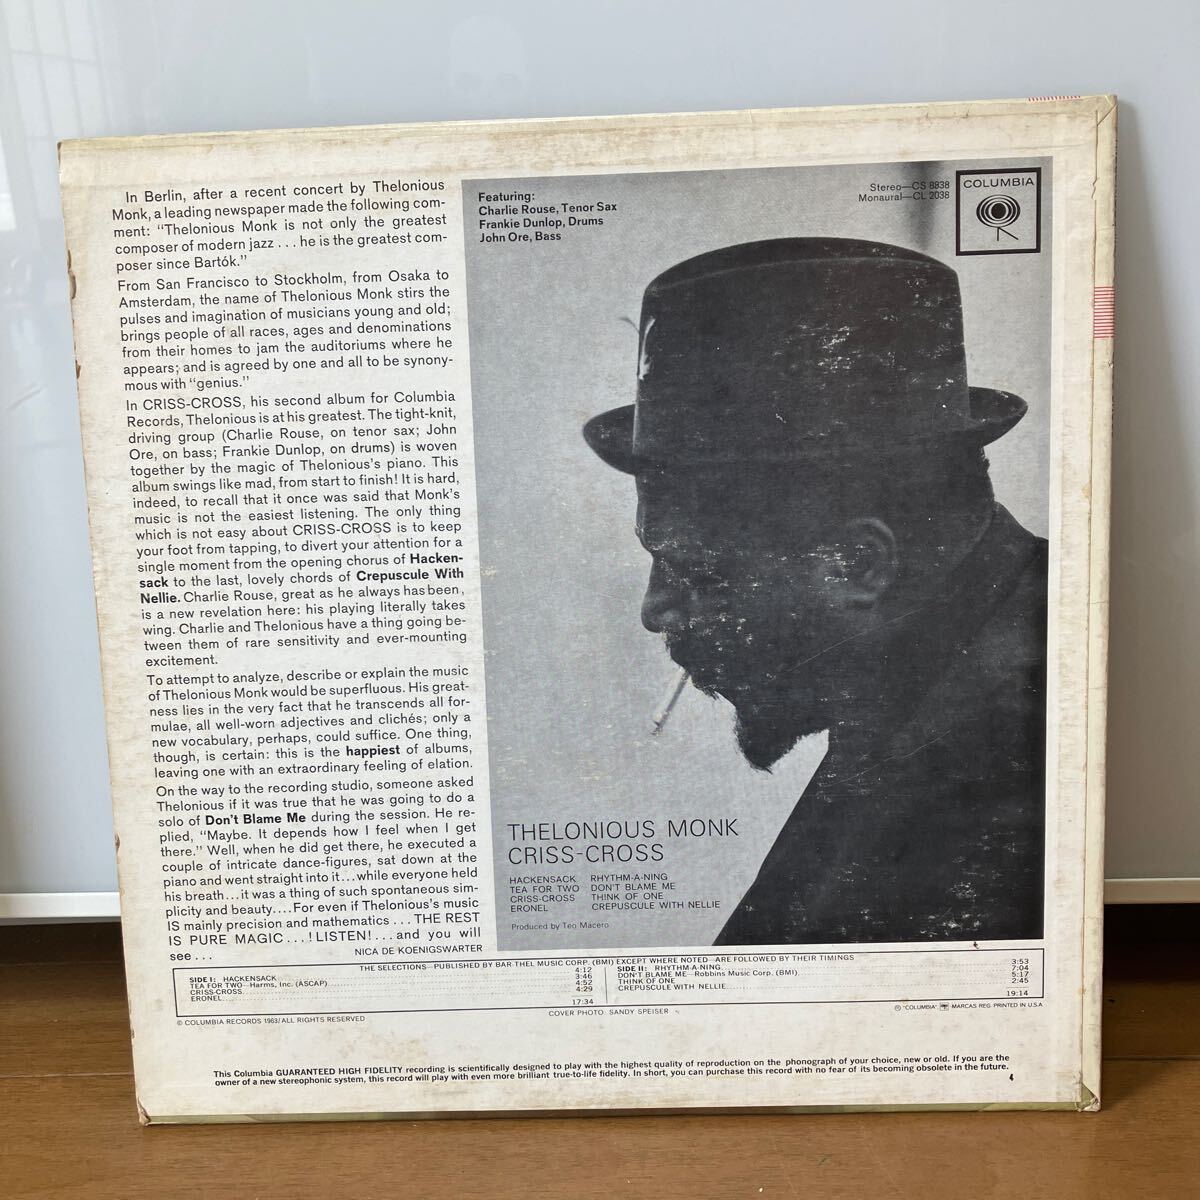 In Berlin, after a recent concert by Thelonious
Monk, a leading newspaper made the following com-
ment: "Thelonious Monk is not only the greatest
composer of modern jazz . . . he is the greatest com-
poser since Bartók."
From San Francisco to Stockholm, from Osaka to
Amsterdam, the name of Thelonious Monk stirs the
pulses and imagination of musicians young and old;
brings people of all races, ages and denominations
from their homes to jam the auditoriums where he
appears; and is agreed by one and all to be synony-
mous with "genius."
In CRISS-CROSS, his second album for Columbia
Records, Thelonious is at his greatest. The tight-knit,
driving group (Charlie Rouse, on tenor sax; John
Ore, on bass; Frankie Dunlop, on drums) is woven
together by the magic of Thelonious's piano. This
album swings like mad, from start to finish! It is hard,
indeed, to recall that it once was said that Monk's
music is not the easiest listening. The only thing
which is not easy about CRISS-CROSS is to keep
your foot from tapping, to divert your attention for a
single moment from the opening chorus of Hacken-
sack to the last, lovely chords of Crepuscule With
Nellie. Charlie Rouse, great as he always has been,
is a new revelation here: his playing literally takes
wing. Charlie and Thelonious have a thing going be-
tween them of rare sensitivity and ever-mounting
excitement.
To attempt to analyze, describe or explain the music
of Thelonious Monk would be superfluous. His great-
ness lies in the very fact that he transcends all for-
mulae, all well-worn adjectives and clichés; only a
new vocabulary, perhaps, could suffice. One thing,
though, is certain: this is the happiest of albums,
leaving one with an extraordinary feeling of elation.
On the way to the recording studio, someone asked
Thelonious if it was true that he was going to do a
solo of Don't Blame Me during the session. He re-
plied, "Maybe. It depends how I feel when I get
there." Well, when he did get there, he executed a
couple of intricate dance-figures, sat down at the
piano and went straight into it...while everyone held
his breath...it was a thing of such spontaneous sim-
plicity and beauty....For even if Thelonious's music
IS mainly precision and mathematics . . . THE REST
IS PURE MAGIC...! LISTEN!...and you will
see . . .
NICA DE KOENIGSWARTER
Featuring:
Charlie Rouse, Tenor Sax
Frankie Dunlop, Drums
John Ore, Bass
Stereo—CS 8838
Monaural—CL 2038
COLUMBIA
THELONIOUS MONK
CRISS-CROSS
HACKENSACK RHYTHM-A-NING
TEA FOR TWO DON'T BLAME ME
CRISS-CROSS THINK OF ONE
ERONEL CREPUSCULE WITH NELLIE
Produced by Teo Macero
THE SELECTIONS—PUBLISHED BY BAR-THEL MUSIC CORP. (BMI) EXCEPT WHERE NOTED—ARE FOLLOWED BY THEIR TIMINGS
SIDE I: HACKENSACK 4:12
TEA FOR TWO—Harms, Inc. (ASCAP) 3:46
CRISS-CROSS 4:52
ERONEL 4:29
17:34
SIDE II: RHYTHM-A-NING 3:53
DON'T BLAME ME—Robbins Music Corp. (BMI) 7:04
THINK OF ONE 5:17
CREPUSCULE WITH NELLIE 2:45
19:14
© COLUMBIA RECORDS 1963/ALL RIGHTS RESERVED
COVER PHOTO: SANDY SPEISER
® "COLUMBIA", MARCAS REG. PRINTED IN U.S.A.
This Columbia GUARANTEED HIGH FIDELITY recording is scientifically designed to play with the highest quality of reproduction on the phonograph of your choice, new or old. If you are the
owner of a new stereophonic system, this record will play with even more brilliant true-to-life fidelity. In short, you can purchase this record with no fear of its becoming obsolete in the future.
4